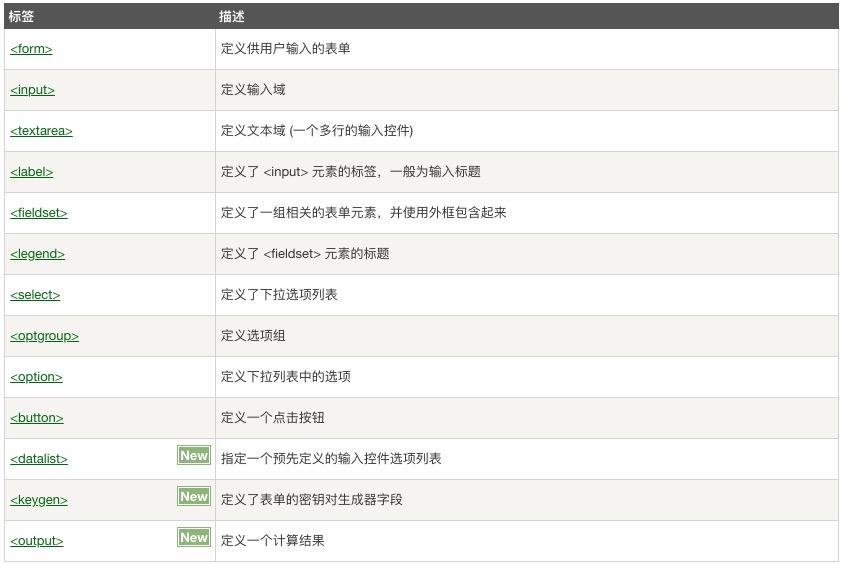 标签 描述
<form> 定义供用户输入的表单
<input> 定义输入域
<textarea> 定义文本域 (一个多行的输入控件)
<label> 定义了 <input> 元素的标签，一般为输入标题
<fieldset> 定义了一组相关的表单元素，并使用外框包含起来
<legend> 定义了 <fieldset> 元素的标题
<select> 定义了下拉选项列表
<optgroup> 定义选项组
<option> 定义下拉列表中的选项
<button> 定义一个点击按钮
<datalist> New 指定一个预先定义的输入控件选项列表
<keygen> New 定义了表单的密钥对生成器字段
<output> New 定义一个计算结果